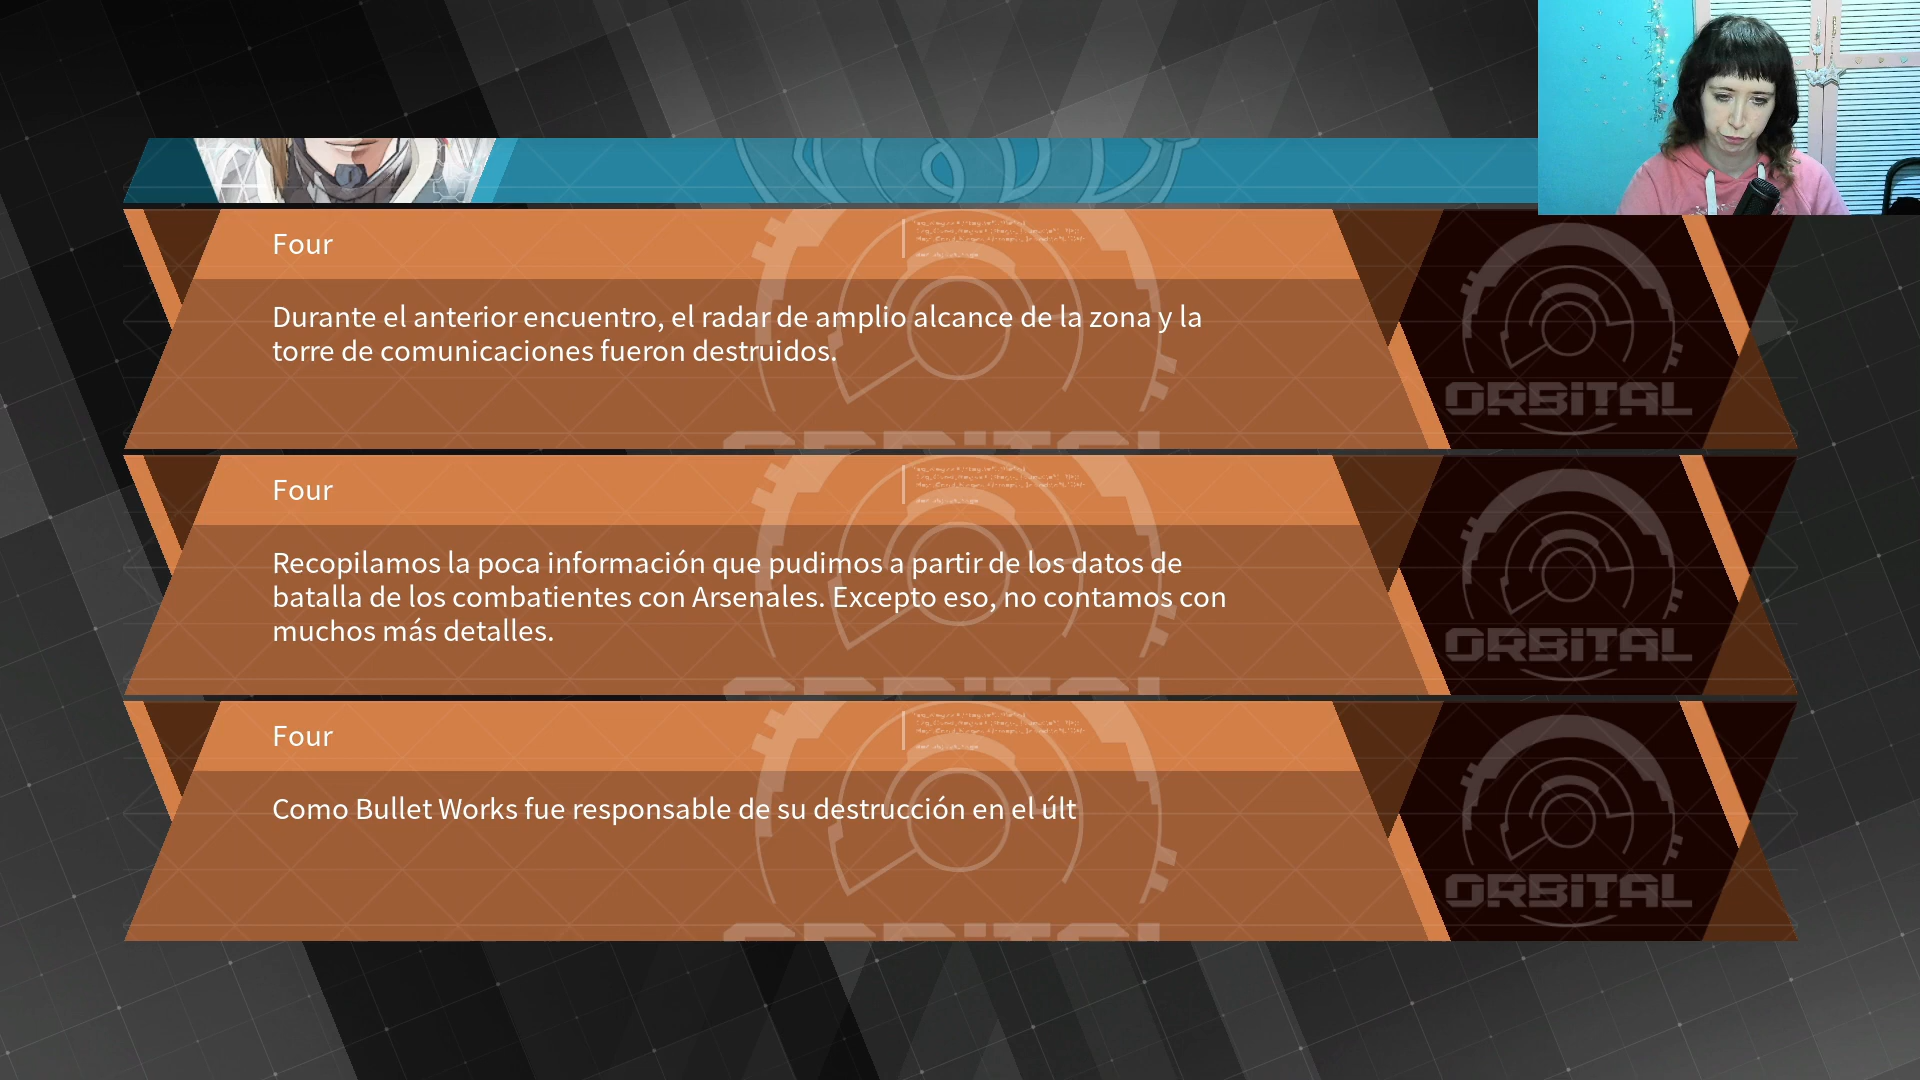 Four
Durante el anterior encuentro, el radar de amplio alcance de la zona y la
torre de comunicaciones fueron destruidos.
ORBITAL
Four
Recopilamos la poca información que pudimos a partir de los datos de
batalla de los combatientes con Arsenales. Excepto eso, no contamos con
muchos más detalles.
ORBITAL
Four
Como Bullet Works fue responsable de su destrucción en el últ
ORBITAL